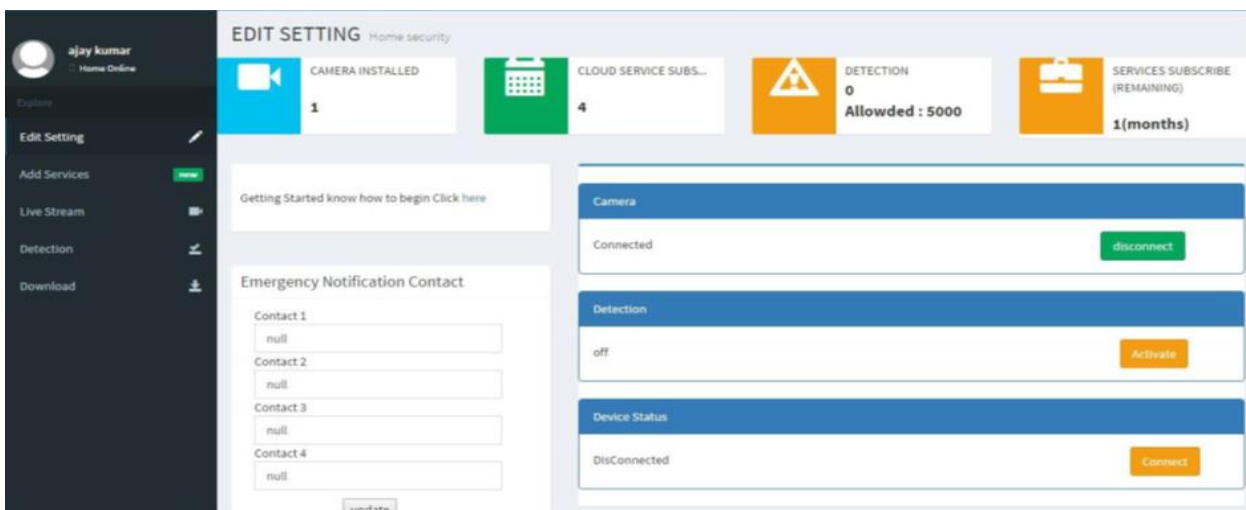 ajay kumar
Home Online
Explore
Edit Setting
Add Services
new
Live Stream
Detection
Download
EDIT SETTING Home security
CAMERA INSTALLED
1
CLOUD SERVICE SUBS...
4
DETECTION
0
Allowded : 5000
SERVICES SUBSCRIBE
(REMAINING)
1(months)
Getting Started know how to begin Click here
Emergency Notification Contact
Contact 1
null
Contact 2
null
Contact 3
null
Contact 4
null
update
Camera
Connected
disconnect
Detection
off
Activate
Device Status
DisConnected
Connect